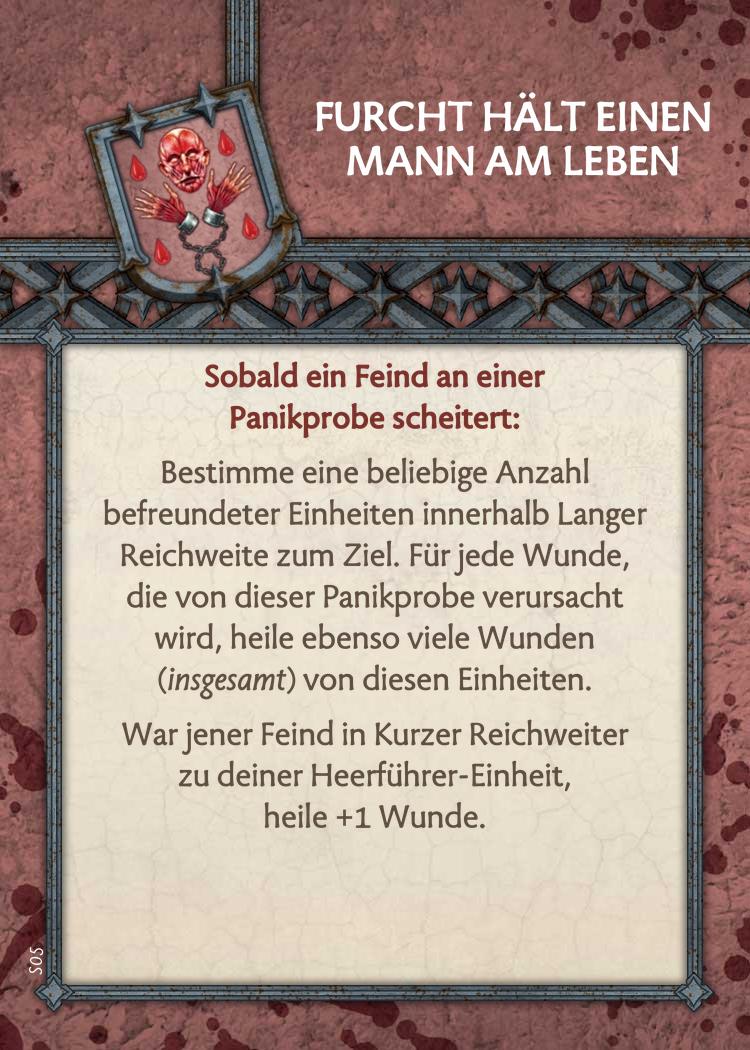 FURCHT HÄLT EINEN
MANN AM LEBEN
Sobald ein Feind an einer
Panikprobe scheitert:
Bestimme eine beliebige Anzahl
befreundeter Einheiten innerhalb Langer
Reichweite zum Ziel. Für jede Wunde,
die von dieser Panikprobe verursacht
wird, heile ebenso viele Wunden
(insgesamt) von diesen Einheiten.
War jener Feind in Kurzer Reichweiter
zu deiner Heerführer-Einheit,
heile +1 Wunde.
S05